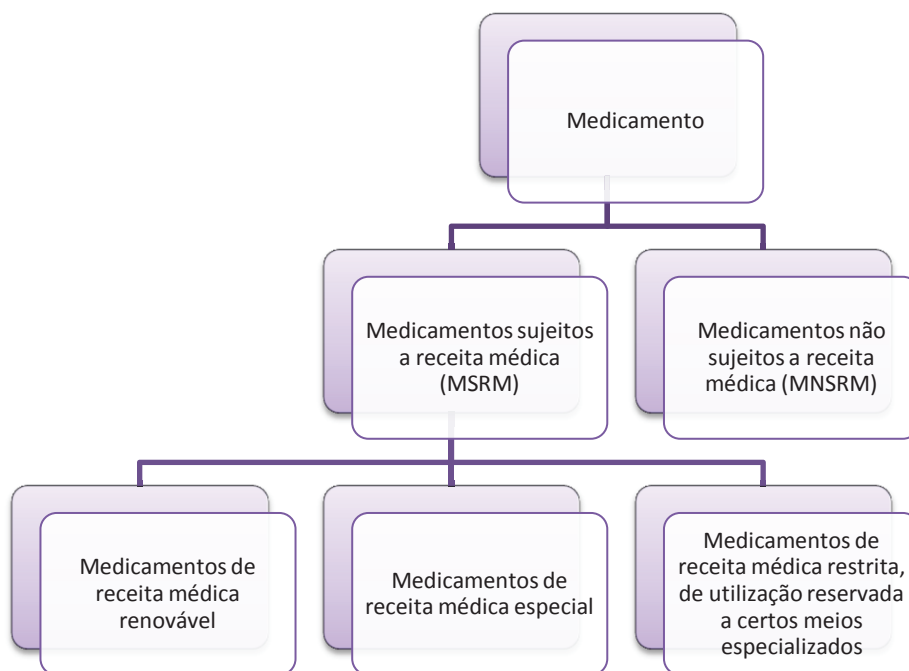 Medicamento
Medicamentos sujeitos
a receita médica
(MSRM)
Medicamentos não
sujeitos a receita
médica (MNSRM)
Medicamentos de
receita médica
renovável
Medicamentos de
receita médica especial
Medicamentos de
receita médica restrita,
de utilização reservada
a certos meios
especializados